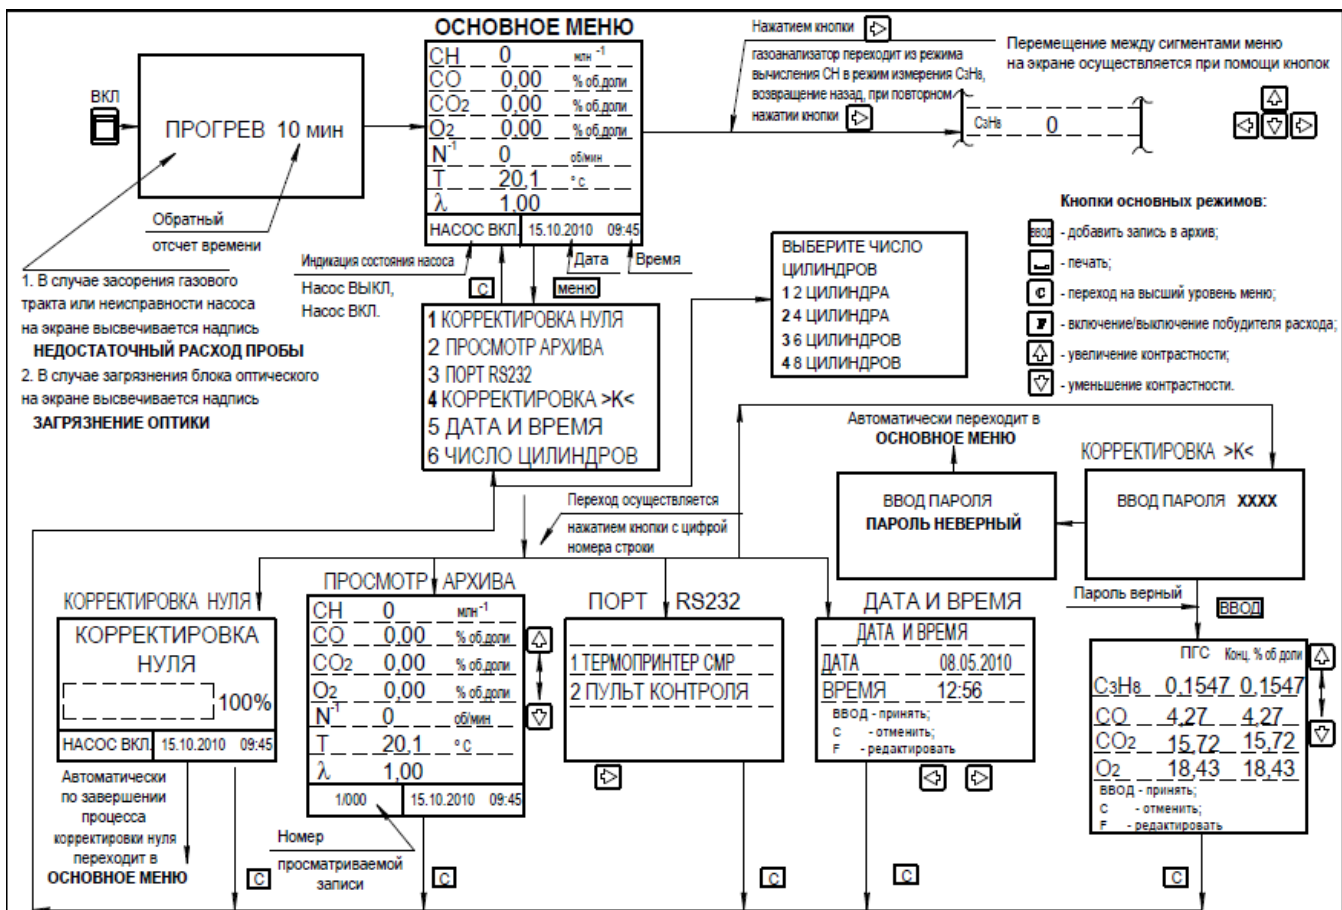 ОСНОВНОЕ МЕНЮ
ВКЛ
ПРОГРЕВ 10 мин
Обратный
отсчет времени
1. В случае засорения газового
тракта или неисправности насоса
на экране высвечивается надпись
НЕДОСТАТОЧНЫЙ РАСХОД ПРОБЫ
2. В случае загрязнения блока оптического
на экране высвечивается надпись
ЗАГРЯЗНЕНИЕ ОПТИКИ
CH 0 млн -1
CO 0,00 % об.доли
CO2 0,00 % об.доли
O2 0,00 % об.доли
N-1 0 об/мин
T 20,1 °С
λ 1,00
НАСОС ВКЛ. 15.10.2010 09:45
Индикация состояния насоса
Насос ВЫКЛ,
Насос ВКЛ.
Дата
Время
С
меню
Нажатием кнопки
газоанализатор переходит из режима
вычисления СН в режим измерения C3H8,
возвращение назад, при повторном
нажатии кнопки
Перемещение между сигментами меню
на экране осуществляется при помощи кнопок
C3H8 0
Кнопки основных режимов:
ВВОД - добавить запись в архив;
- печать;
С - переход на высший уровень меню;
F - включение/выключение побудителя расхода;
- увеличение контрастности;
- уменьшение контрастности.
1 КОРРЕКТИРОВКА НУЛЯ
2 ПРОСМОТР АРХИВА
3 ПОРТ RS232
4 КОРРЕКТИРОВКА >K<
5 ДАТА И ВРЕМЯ
6 ЧИСЛО ЦИЛИНДРОВ
ВЫБЕРИТЕ ЧИСЛО
ЦИЛИНДРОВ
1 2 ЦИЛИНДРА
2 4 ЦИЛИНДРА
3 6 ЦИЛИНДРОВ
4 8 ЦИЛИНДРОВ
Автоматически переходит в
ОСНОВНОЕ МЕНЮ
ВВОД ПАРОЛЯ
ПАРОЛЬ НЕВЕРНЫЙ
КОРРЕКТИРОВКА >K<
ВВОД ПАРОЛЯ XXXX
Пароль верный
ВВОД
Переход осуществляется
нажатием кнопки с цифрой
номера строки
КОРРЕКТИРОВКА НУЛЯ
КОРРЕКТИРОВКА
НУЛЯ
100%
НАСОС ВКЛ. 15.10.2010 09:45
Автоматически
по завершении
процесса
корректировки нуля
переходит в
ОСНОВНОЕ МЕНЮ
С
ПРОСМОТР АРХИВА
CH 0 млн-1
CO 0,00 % об.доли
CO2 0,00 % об.доли
O2 0,00 % об.доли
N-1 0 об/мин
T 20,1 °С
λ 1,00
1/000 15.10.2010 09:45
Номер
просматриваемой
записи
С
ПОРТ RS232
1 ТЕРМОПРИНТЕР СМР
2 ПУЛЬТ КОНТРОЛЯ
С
ДАТА И ВРЕМЯ
ДАТА И ВРЕМЯ
ДАТА 08.05.2010
ВРЕМЯ 12:56
ВВОД - принять;
С - отменить;
F - редактировать
С
ПГС Конц. % об доли
C3H8 0,1547 0,1547
CO 4,27 4,27
CO2 15,72 15,72
O2 18,43 18,43
ВВОД - принять;
С - отменить;
F - редактировать
С